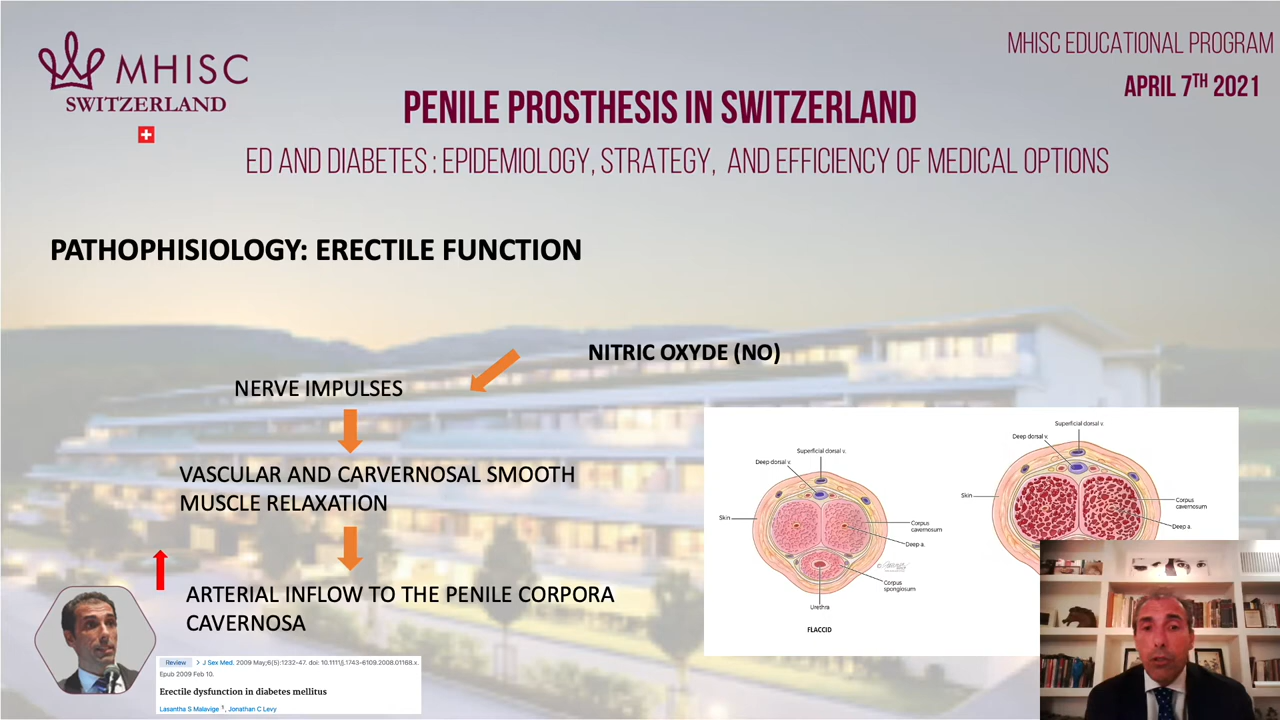 MHISC
SWITZERLAND
MHISC EDUCATIONAL PROGRAM
APRIL 7TH 2021
PENILE PROSTHESIS IN SWITZERLAND
ED AND DIABETES : EPIDEMIOLOGY, STRATEGY, AND EFFICIENCY OF MEDICAL OPTIONS
PATHOPHISIOLOGY: ERECTILE FUNCTION
NITRIC OXYDE (NO)
NERVE IMPULSES
VASCULAR AND CARVERNOSAL SMOOTH
MUSCLE RELAXATION
ARTERIAL INFLOW TO THE PENILE CORPORA
CAVERNOSA
Review > J Sex Med. 2009 May;6(5):1232-47. doi: 10.1111/j.1743-6109.2008.01168.x.
Epub 2009 Feb 10.
Erectile dysfunction in diabetes mellitus
Lasantha S Malavige 1, Jonathan C Levy
Superficial dorsal v.
Deep dorsal v.
Skin
Corpus
cavernosum
Deep a.
Corpus
spongiosum
Urethra
FLACCID
Superficial dorsal v.
Deep dorsal v.
Skin
Corpus
cavernosum
Deep a.